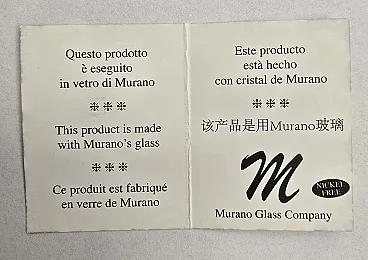 Questo prodotto
è eseguito
in vetro di Murano
❉ ❉ ❉
This product is made
with Murano's glass
❉ ❉ ❉
Ce produit est fabriqué
en verre de Murano
Este producto
està hecho
con cristal de Murano
❉ ❉ ❉
该产品是用Murano玻璃
M
NICKEL
FREE
Murano Glass Company